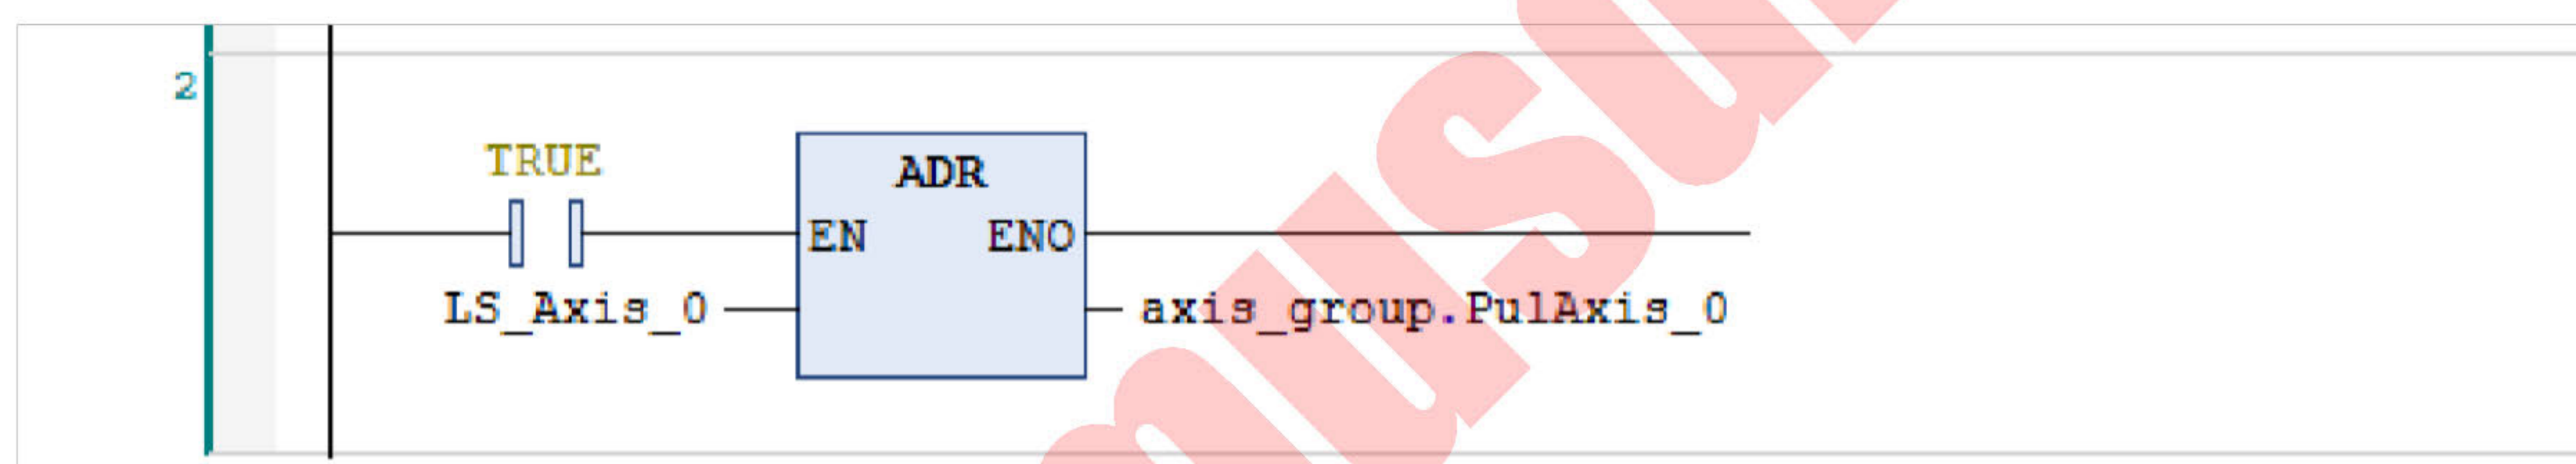 2
TRUE
ADR
EN ENO
LS_Axis_0 axis_group.PulAxis_0